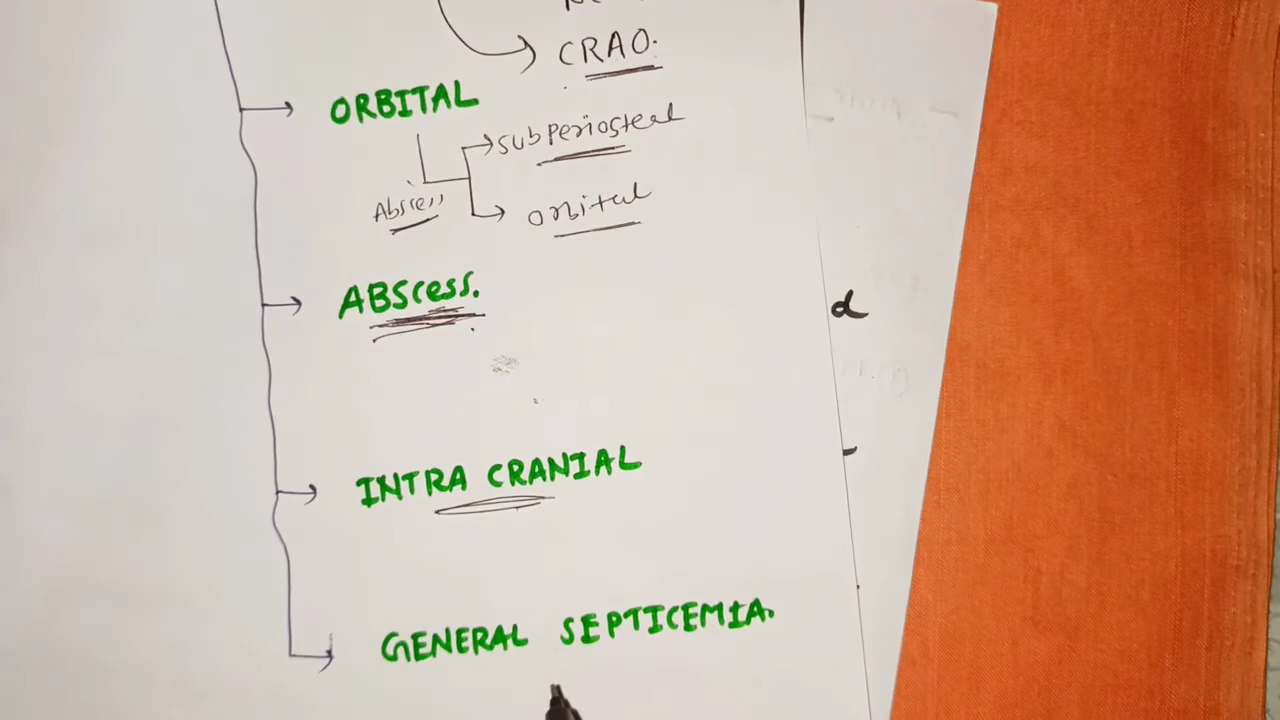 CRAO.
ORBITAL
subperiosteal
Abscess
orbital
ABScess.
INTRA CRANIAL
GENERAL SEPTICEMIA.
d